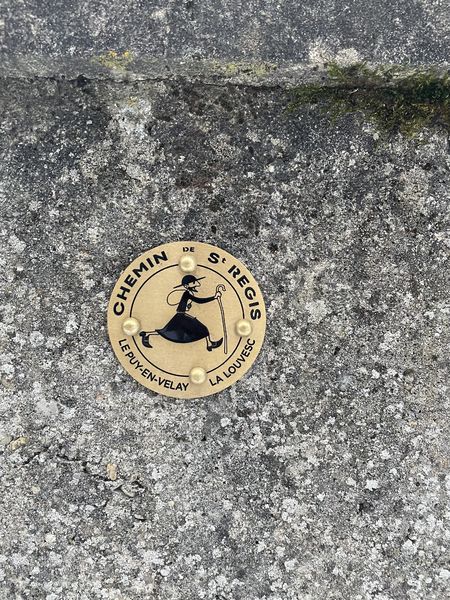 CHEMIN DE St REGIS
LE PUY-EN-VELAY LA LOUVESC